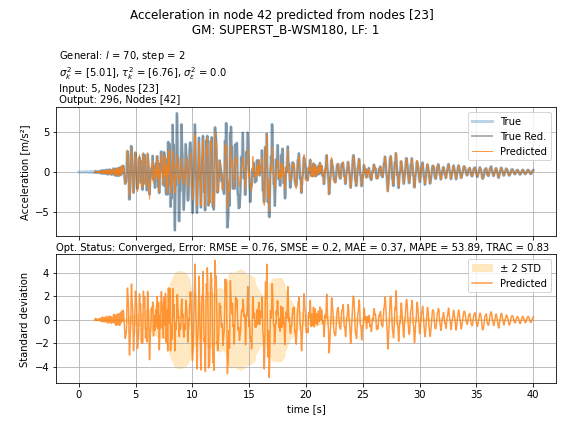 Acceleration in node 42 predicted from nodes [23]
GM: SUPERST_B-WSM180, LF: 1
General: l = 70, step = 2
σ²ₖ = [5.01], τ²ₖ = [6.76], σ²ε = 0.0
Input: 5, Nodes [23]
Output: 296, Nodes [42]
Acceleration [m/s²]
5
0
−5
True
True Red.
Predicted
Opt. Status: Converged, Error: RMSE = 0.76, SMSE = 0.2, MAE = 0.37, MAPE = 53.89, TRAC = 0.83
Standard deviation
4
2
0
−2
−4
± 2 STD
Predicted
0 5 10 15 20 25 30 35 40
time [s]